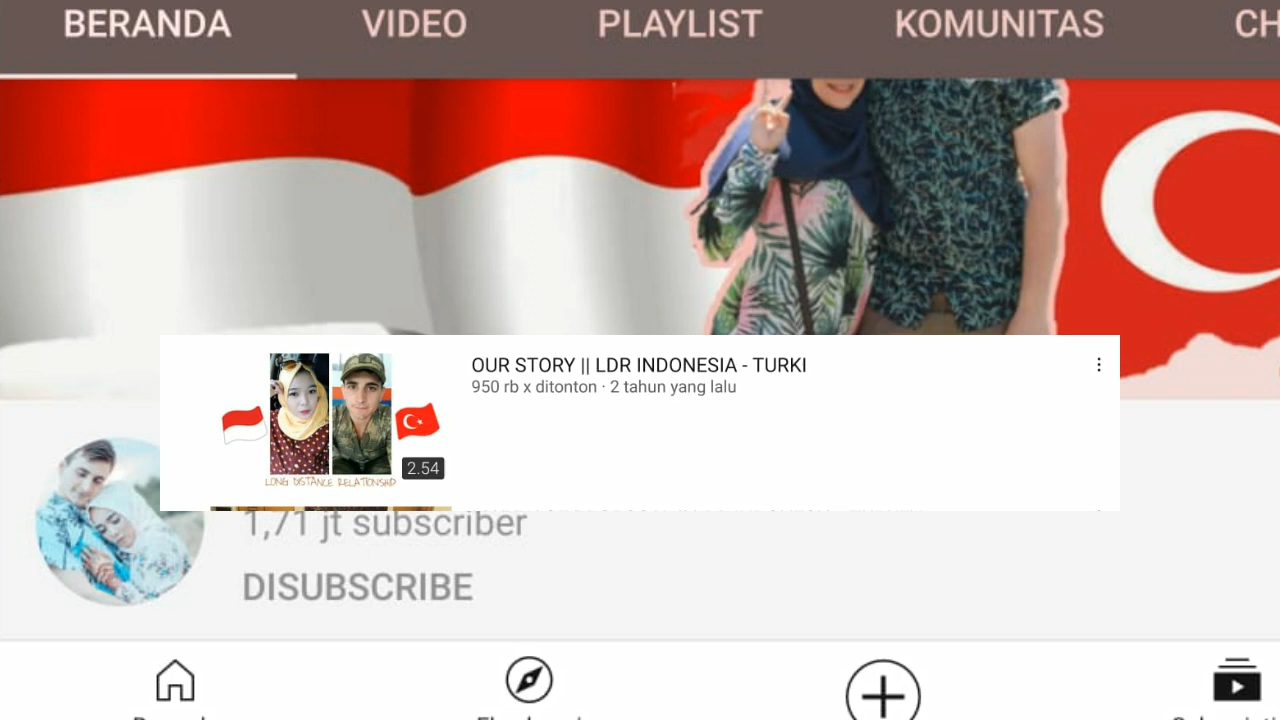 BERANDA VIDEO PLAYLIST KOMUNITAS CH
OUR STORY || LDR INDONESIA - TURKI
950 rb x ditonton · 2 tahun yang lalu
2.54
LONG DISTANCE RELATIONSHIP
1,71 jt subscriber
DISUBSCRIBE